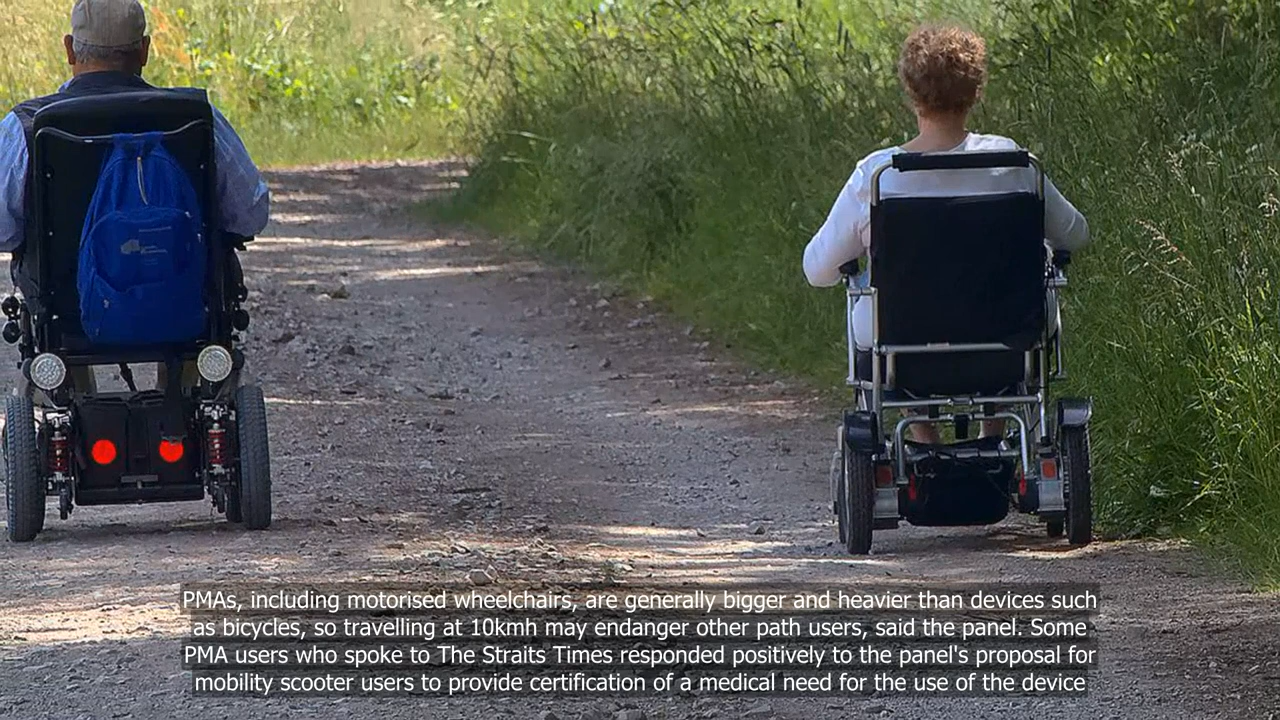 PMAs, including motorised wheelchairs, are generally bigger and heavier than devices such
as bicycles, so travelling at 10kmh may endanger other path users, said the panel. Some
PMA users who spoke to The Straits Times responded positively to the panel's proposal for
mobility scooter users to provide certification of a medical need for the use of the device